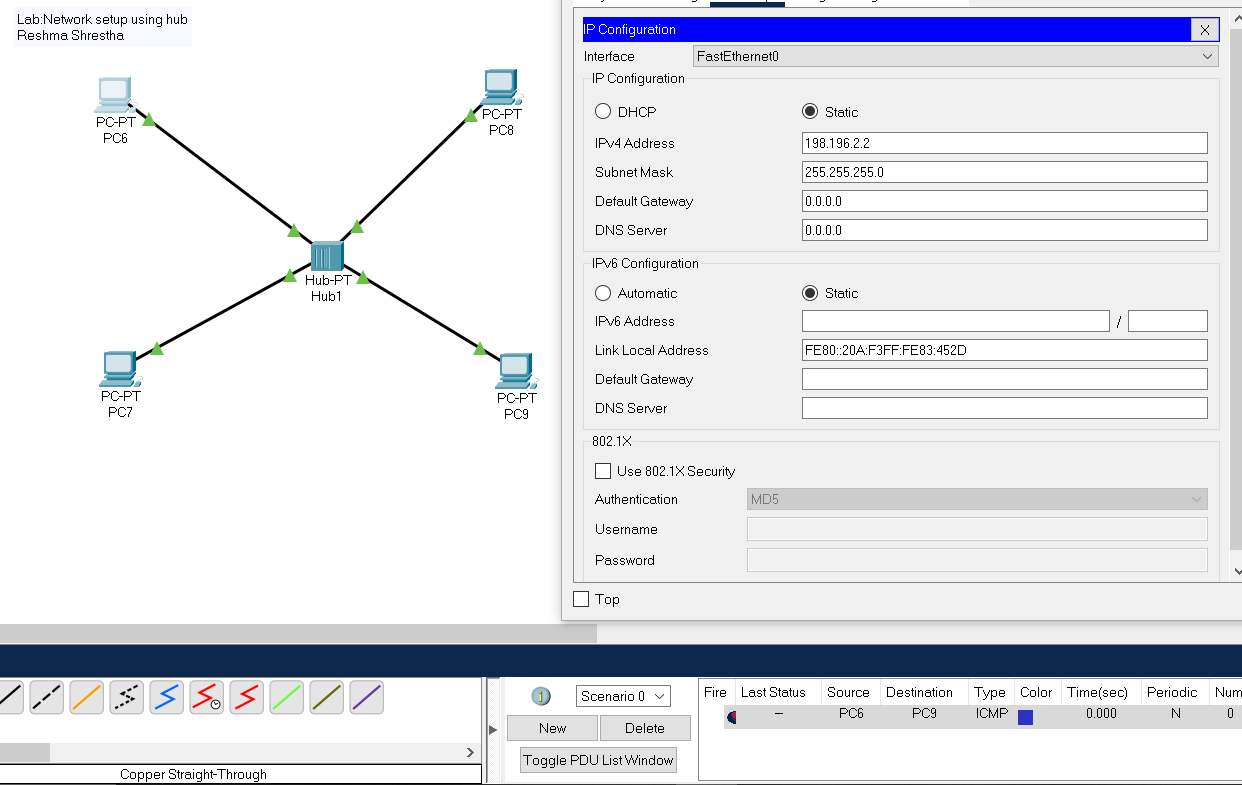 Lab:Network setup using hub
Reshma Shrestha
PC-PT
PC6
PC-PT
PC8
Hub-PT
Hub1
PC-PT
PC7
PC-PT
PC9
IP Configuration
X
Interface
FastEthernet0
IP Configuration
DHCP
Static
IPv4 Address
198.196.2.2
Subnet Mask
255.255.255.0
Default Gateway
0.0.0.0
DNS Server
0.0.0.0
IPv6 Configuration
Automatic
Static
IPv6 Address
/
Link Local Address
FE80::20A:F3FF:FE83:452D
Default Gateway
DNS Server
802.1X
Use 802.1X Security
Authentication
MD5
Username
Password
Top
Copper Straight-Through
Scenario 0
New
Delete
Toggle PDU List Window
Fire Last Status Source Destination Type Color Time(sec) Periodic Num
-- PC6 PC9 ICMP 0.000 N 0